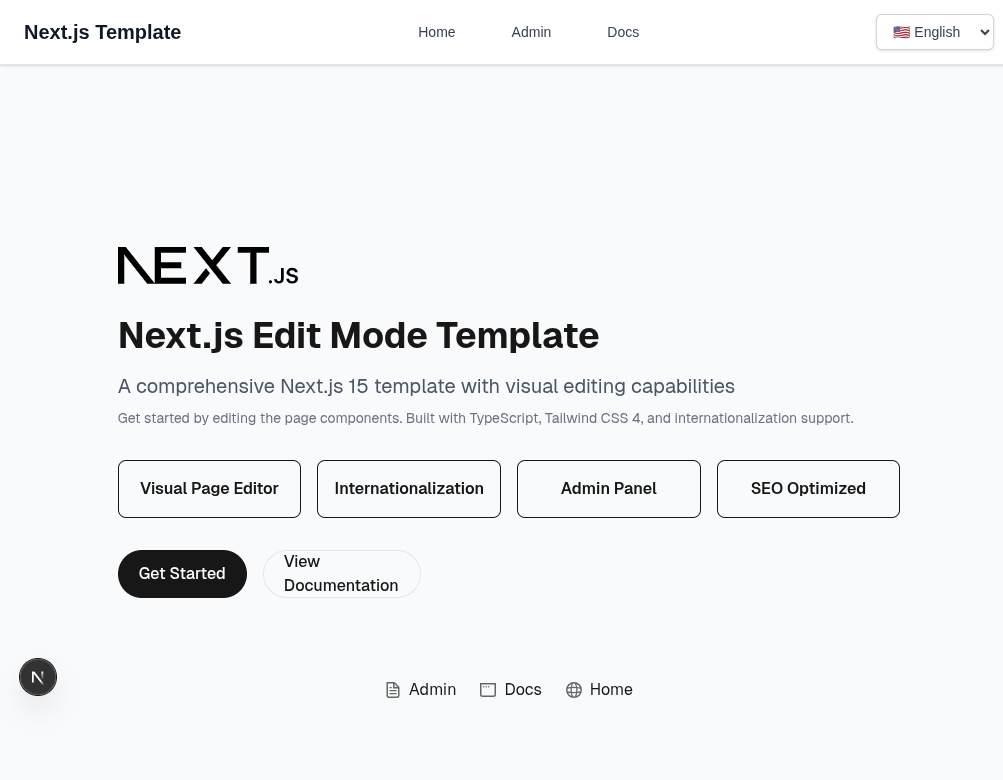 Next.js Template
Home
Admin
Docs
🇺🇸 English
NEXT.JS
Next.js Edit Mode Template
A comprehensive Next.js 15 template with visual editing capabilities
Get started by editing the page components. Built with TypeScript, Tailwind CSS 4, and internationalization support.
Visual Page Editor
Internationalization
Admin Panel
SEO Optimized
Get Started
View
Documentation
N
Admin
Docs
Home